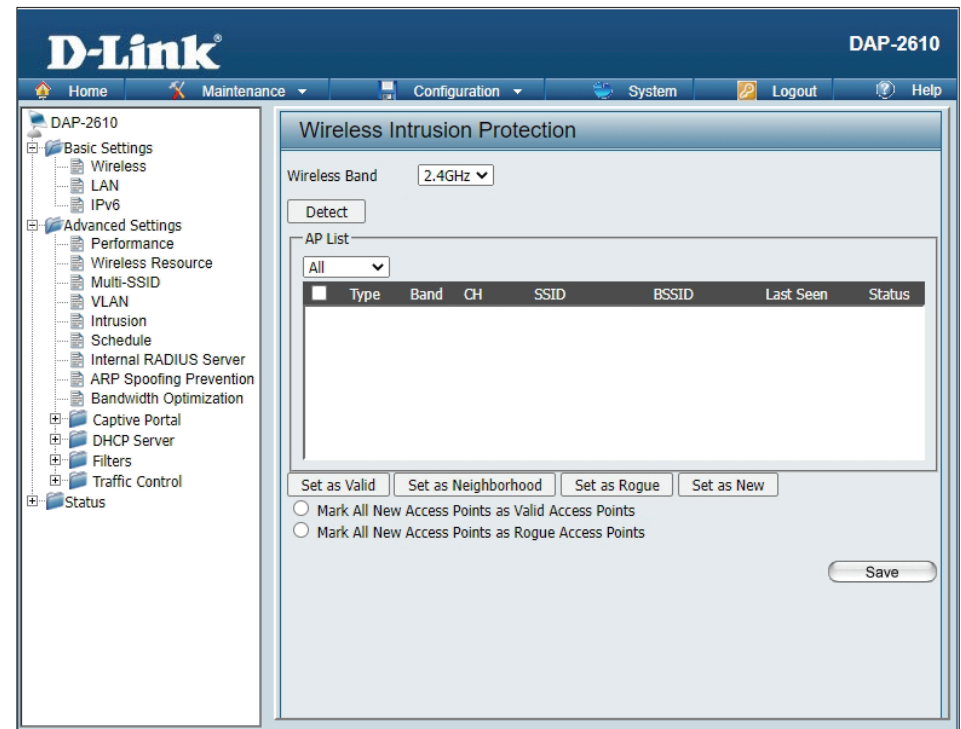 D-Link®
DAP-2610
Home Maintenance Configuration System Logout Help
DAP-2610
Basic Settings
Wireless
LAN
IPv6
Advanced Settings
Performance
Wireless Resource
Multi-SSID
VLAN
Intrusion
Schedule
Internal RADIUS Server
ARP Spoofing Prevention
Bandwidth Optimization
Captive Portal
DHCP Server
Filters
Traffic Control
Status
Wireless Intrusion Protection
Wireless Band 2.4GHz
Detect
AP List
All
Type Band CH SSID BSSID Last Seen Status
Set as Valid Set as Neighborhood Set as Rogue Set as New
Mark All New Access Points as Valid Access Points
Mark All New Access Points as Rogue Access Points
Save